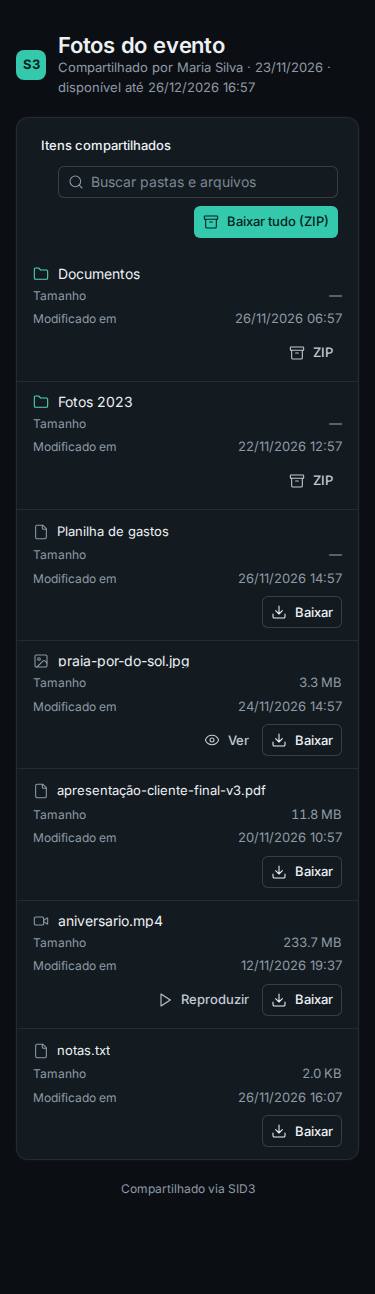 S3
Fotos do evento
Compartilhado por Maria Silva · 23/11/2026 ·
disponível até 26/12/2026 16:57
Itens compartilhados
Buscar pastas e arquivos
Baixar tudo (ZIP)
Documentos
Tamanho —
Modificado em 26/11/2026 06:57
ZIP
Fotos 2023
Tamanho —
Modificado em 22/11/2026 12:57
ZIP
Planilha de gastos
Tamanho —
Modificado em 26/11/2026 14:57
Baixar
praia-por-do-sol.jpg
Tamanho 3.3 MB
Modificado em 24/11/2026 14:57
Ver Baixar
apresentação-cliente-final-v3.pdf
Tamanho 11.8 MB
Modificado em 20/11/2026 10:57
Baixar
aniversario.mp4
Tamanho 233.7 MB
Modificado em 12/11/2026 19:37
Reproduzir Baixar
notas.txt
Tamanho 2.0 KB
Modificado em 26/11/2026 16:07
Baixar
Compartilhado via SID3